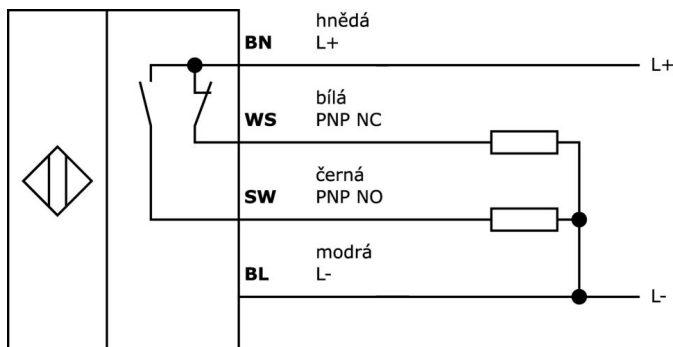 hnědá
BN L+
L+
bílá
WS PNP NC
černá
SW PNP NO
modrá
BL L-
L-